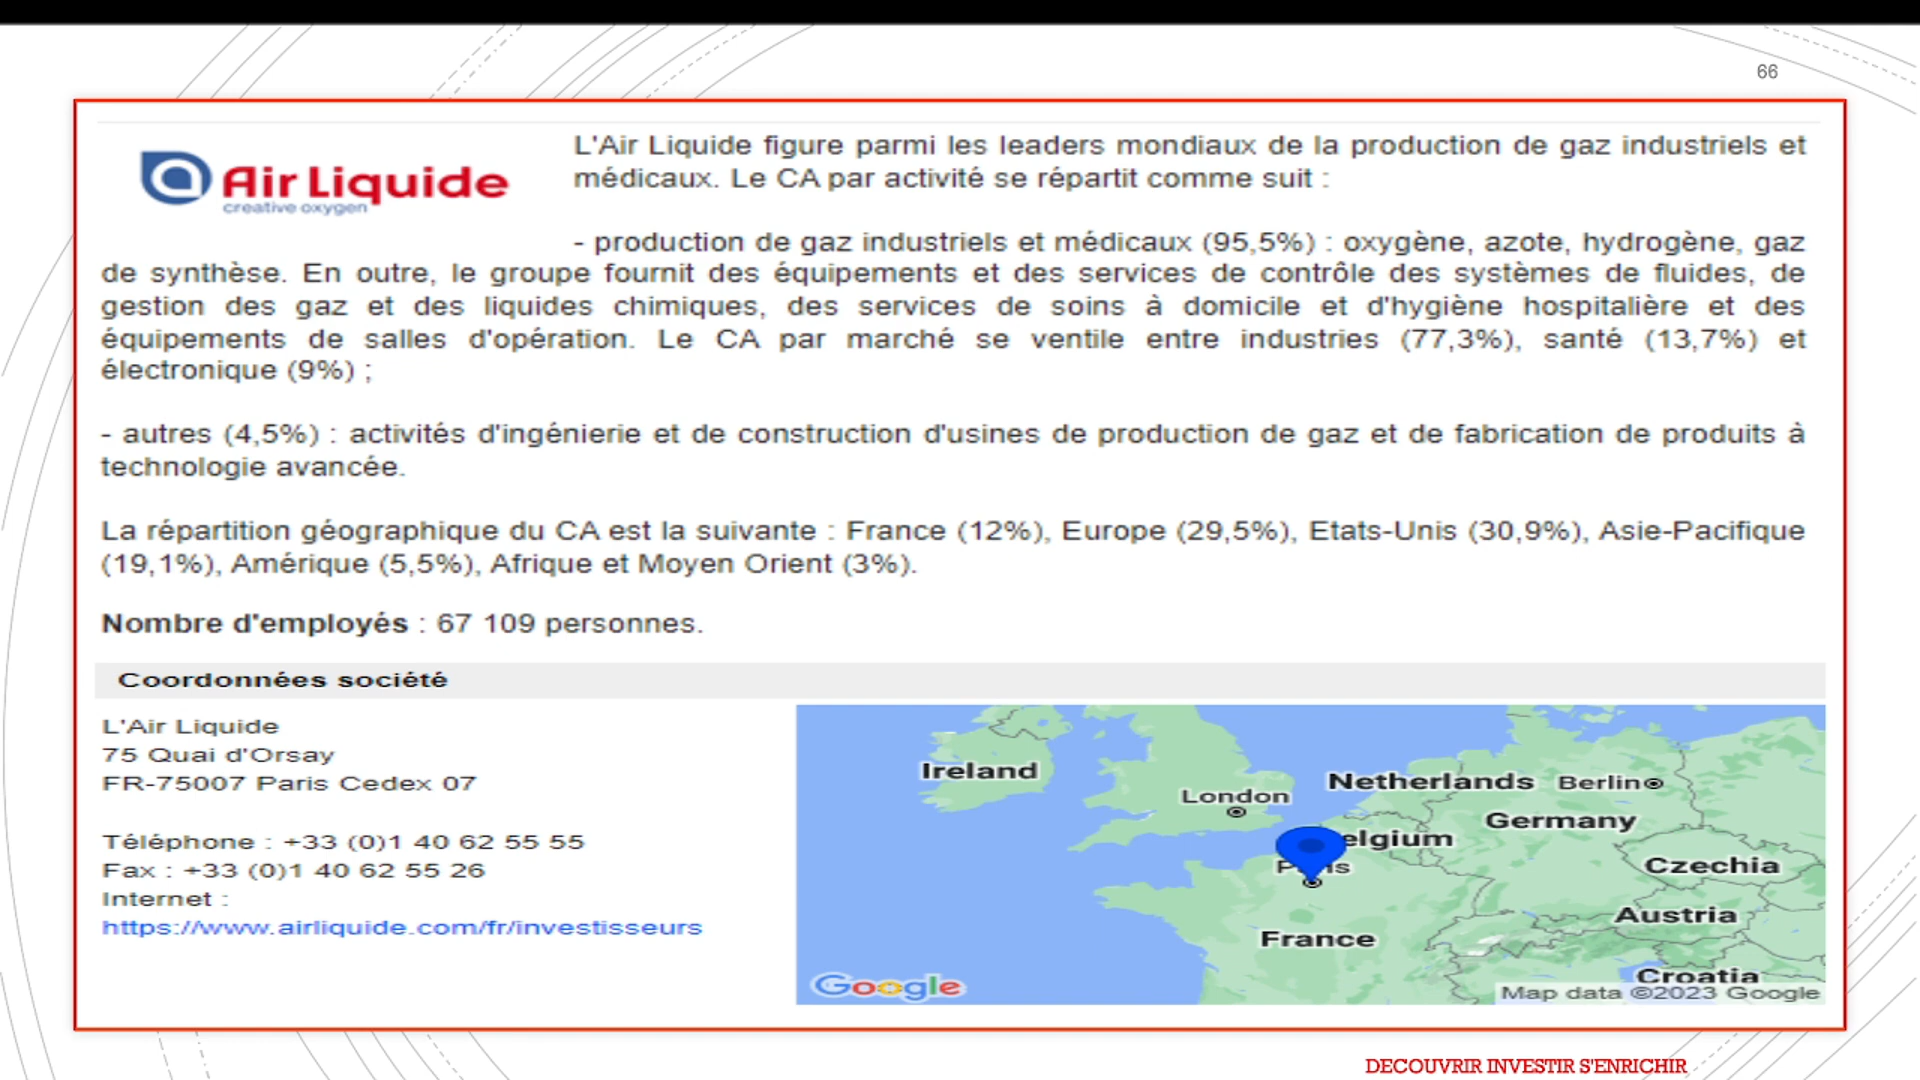 66
Air Liquide
creative oxygen
L'Air Liquide figure parmi les leaders mondiaux de la production de gaz industriels et
médicaux. Le CA par activité se répartit comme suit :
- production de gaz industriels et médicaux (95,5%) : oxygène, azote, hydrogène, gaz
de synthèse. En outre, le groupe fournit des équipements et des services de contrôle des systèmes de fluides, de
gestion des gaz et des liquides chimiques, des services de soins à domicile et d'hygiène hospitalière et des
équipements de salles d'opération. Le CA par marché se ventile entre industries (77,3%), santé (13,7%) et
électronique (9%) ;
- autres (4,5%) : activités d'ingénierie et de construction d'usines de production de gaz et de fabrication de produits à
technologie avancée.
La répartition géographique du CA est la suivante : France (12%), Europe (29,5%), Etats-Unis (30,9%), Asie-Pacifique
(19,1%), Amérique (5,5%), Afrique et Moyen Orient (3%).
Nombre d'employés : 67 109 personnes.
Coordonnées société
L'Air Liquide
75 Quai d'Orsay
FR-75007 Paris Cedex 07
Téléphone : +33 (0)1 40 62 55 55
Fax : +33 (0)1 40 62 55 26
Internet :
https://www.airliquide.com/fr/investisseurs
Ireland
Netherlands
Berlin
London
Germany
elgium
Czechia
Austria
France
Croatia
Google
Map data ©2023 Google
DECOUVRIR INVESTIR S'ENRICHIR